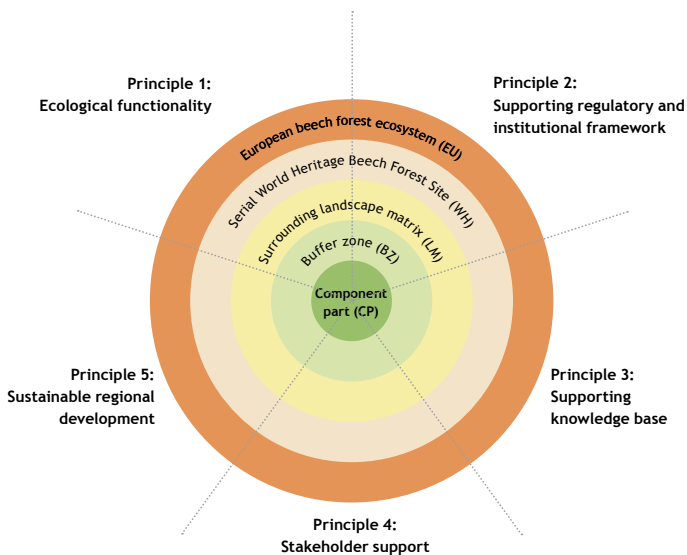 Principle 1:
Ecological functionality
Principle 2:
Supporting regulatory and
institutional framework
European beech forest ecosystem (EU)
Serial World Heritage Beech Forest Site (WH)
Surrounding landscape matrix (LM)
Buffer zone (BZ)
Component
part (CP)
Principle 5:
Sustainable regional
development
Principle 3:
Supporting
knowledge base
Principle 4:
Stakeholder support